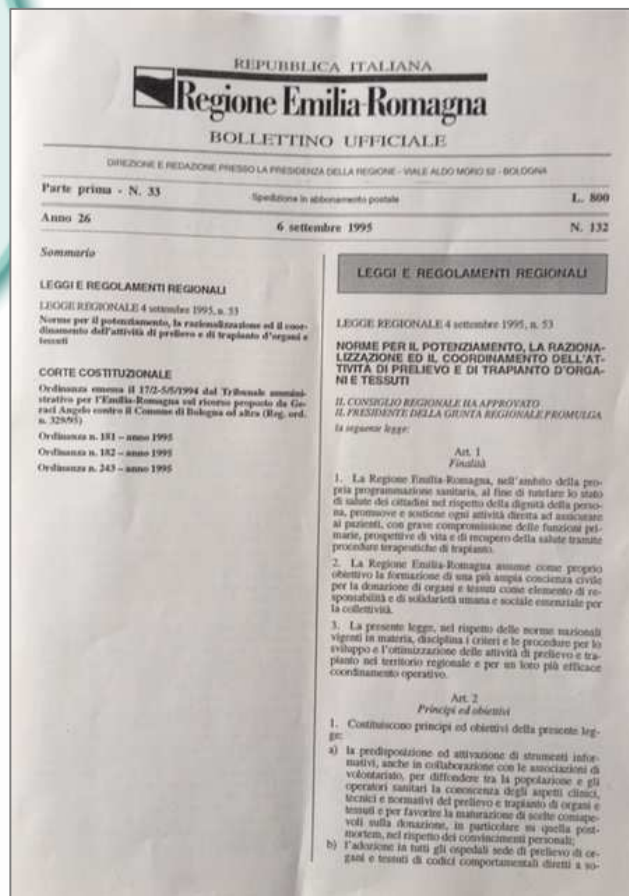 REPUBBLICA ITALIANA
Regione Emilia-Romagna
BOLLETTINO UFFICIALE
DIREZIONE E REDAZIONE PRESSO LA PRESIDENZA DELLA REGIONE - VIALE ALDO MORO 52 - BOLOGNA
Parte prima - N. 33
Spedizione in abbonamento postale
L. 800
Anno 26
6 settembre 1995
N. 132
Sommario
LEGGI E REGOLAMENTI REGIONALI
LEGGE REGIONALE 4 settembre 1995, n. 53
Norme per il potenziamento, la razionalizzazione ed il coor-
dinamento dell'attività di prelievo e di trapianto d'organi e
tessuti
CORTE COSTITUZIONALE
Ordinanza emessa il 17/2-5/5/1994 dal Tribunale ammini-
strativo per l'Emilia-Romagna sul ricorso proposto da Ge-
raci Angelo contro il Comune di Bologna ed altra (Reg. ord.
n. 329/95)
Ordinanza n. 181 – anno 1995
Ordinanza n. 182 – anno 1995
Ordinanza n. 243 – anno 1995
LEGGI E REGOLAMENTI REGIONALI
LEGGE REGIONALE 4 settembre 1995, n. 53
NORME PER IL POTENZIAMENTO, LA RAZIONA-
LIZZAZIONE ED IL COORDINAMENTO DELL'AT-
TIVITÀ DI PRELIEVO E DI TRAPIANTO D'ORGA-
NI E TESSUTI
IL CONSIGLIO REGIONALE HA APPROVATO
IL PRESIDENTE DELLA GIUNTA REGIONALE PROMULGA
la seguente legge:
Art. 1
Finalità
1. La Regione Emilia-Romagna, nell'ambito della pro-
pria programmazione sanitaria, al fine di tutelare lo stato
di salute dei cittadini nel rispetto della dignità della perso-
na, promuove e sostiene ogni attività diretta ad assicurare
ai pazienti, con grave compromissione delle funzioni pri-
marie, prospettive di vita e di recupero della salute tramite
procedure terapeutiche di trapianto.
2. La Regione Emilia-Romagna assume come proprio
obiettivo la formazione di una più ampia coscienza civile
per la donazione di organi e tessuti come elemento di re-
sponsabilità e di solidarietà umana e sociale essenziale per
la collettività.
3. La presente legge, nel rispetto delle norme nazionali
vigenti in materia, disciplina i criteri e le procedure per lo
sviluppo e l'ottimizzazione delle attività di prelievo e tra-
pianto nel territorio regionale e per un loro più efficace
coordinamento operativo.
Art. 2
Principi ed obiettivi
1. Costituiscono principi ed obiettivi della presente leg-
ge:
a) la predisposizione ed attivazione di strumenti infor-
mativi, anche in collaborazione con le associazioni di
volontariato, per diffondere tra la popolazione e gli
operatori sanitari la conoscenza degli aspetti clinici,
tecnici e normativi del prelievo e trapianto di organi e
tessuti e per favorire la maturazione di scelte consape-
voli sulla donazione, in particolare su quella post-
mortem, nel rispetto dei convincimenti personali;
b) l'adozione in tutti gli ospedali sede di prelievo di or-
gani e tessuti di codici comportamentali diretti a so-